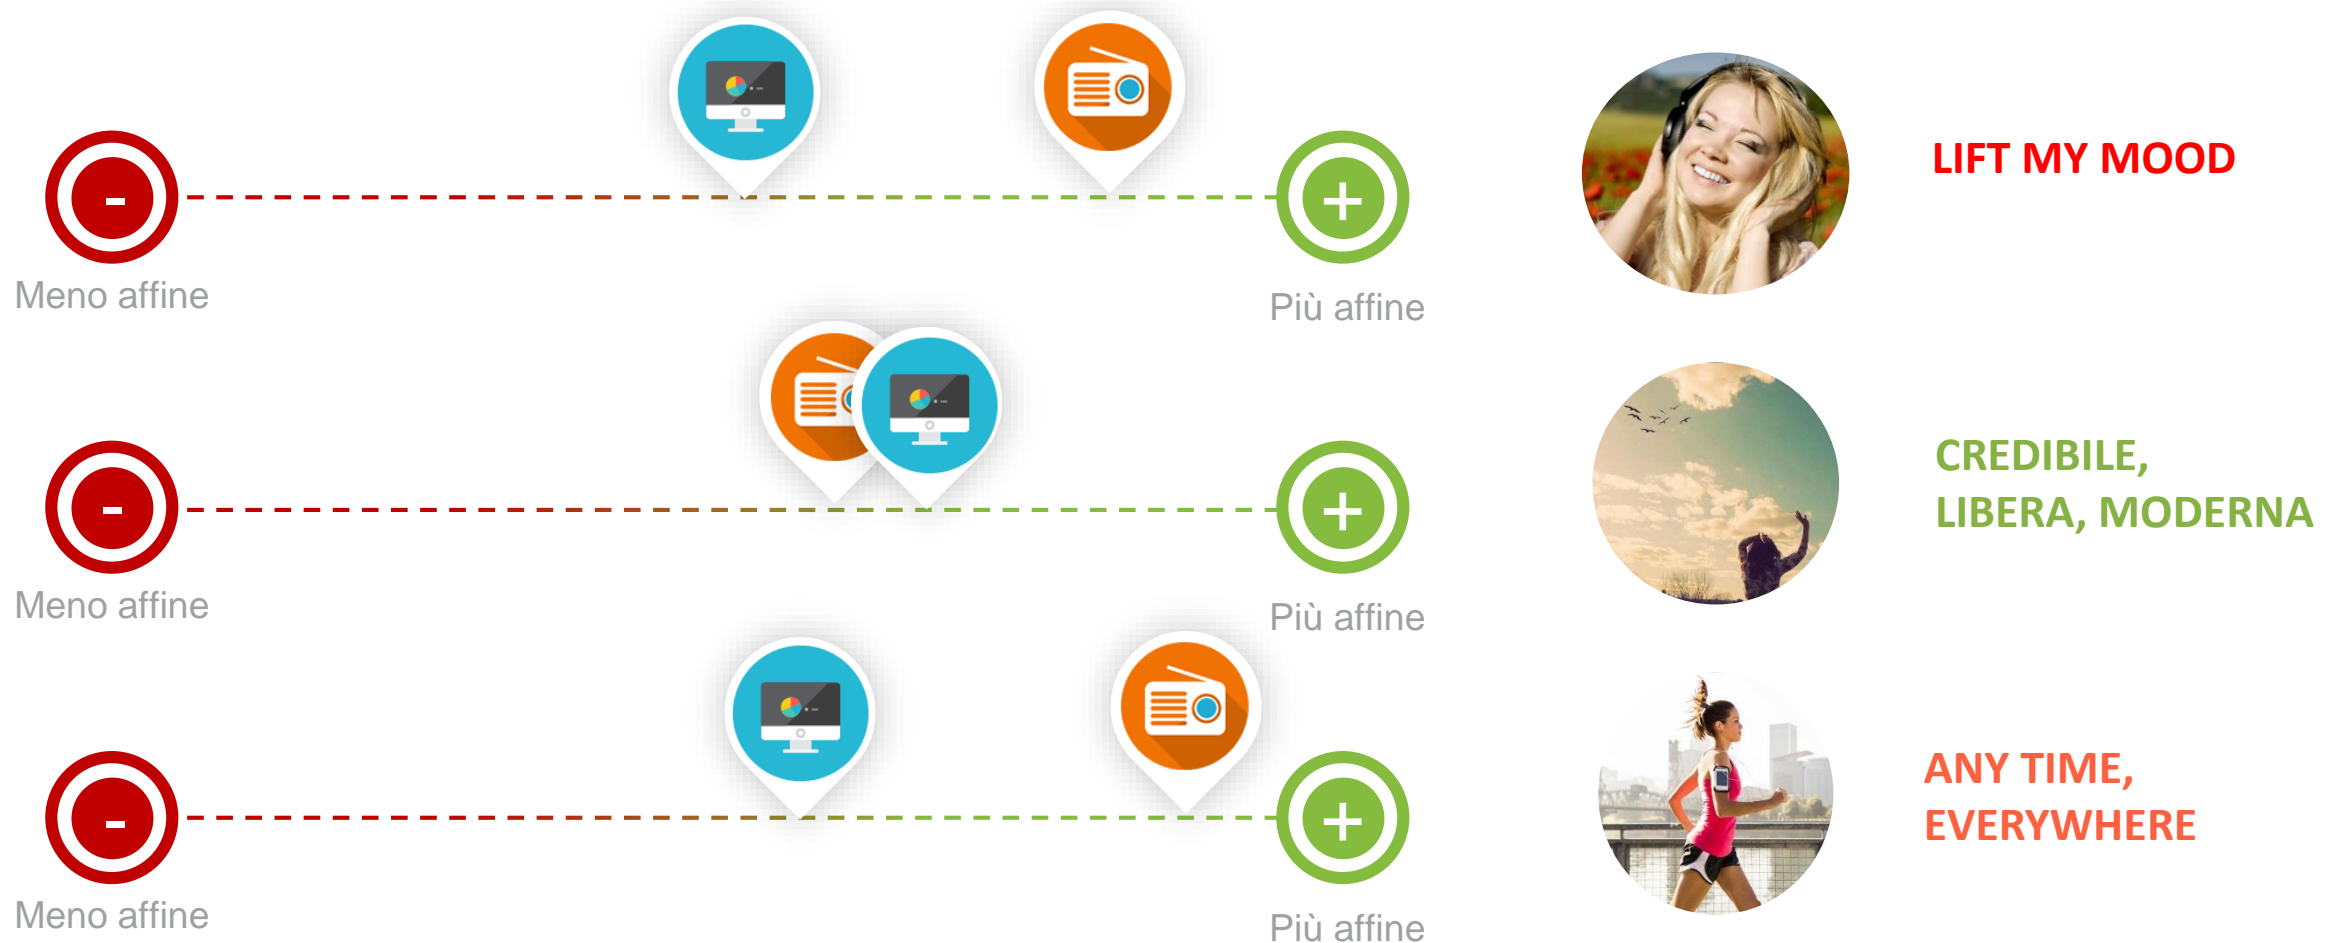 -
+
LIFT MY MOOD
Meno affine
Più affine
-
+
CREDIBILE,
LIBERA, MODERNA
Meno affine
Più affine
-
+
ANY TIME,
EVERYWHERE
Meno affine
Più affine